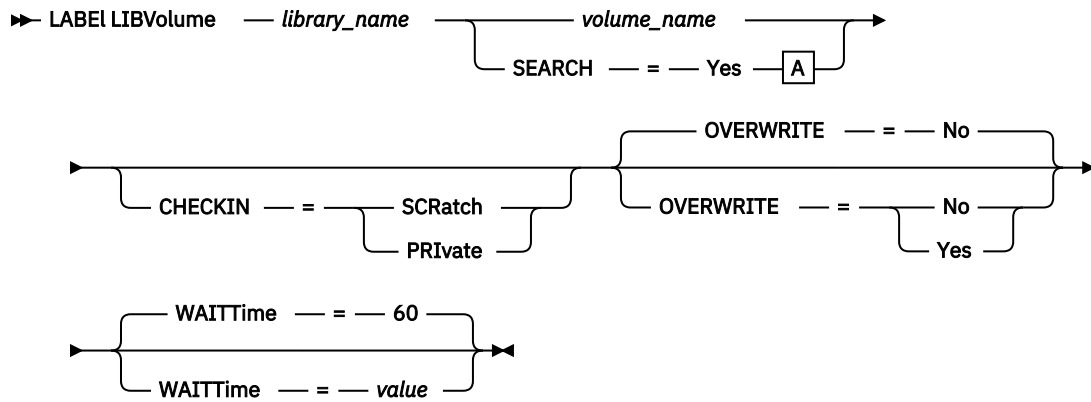 LABEl LIBVolume — library_name — volume_name
SEARCH — = — Yes — A
OVERWRITE — = — No
CHECKIN — = — SCRatch
OVERWRITE — = — No
PRIvate
Yes
WAITTime — = — 60
WAITTime — = — value